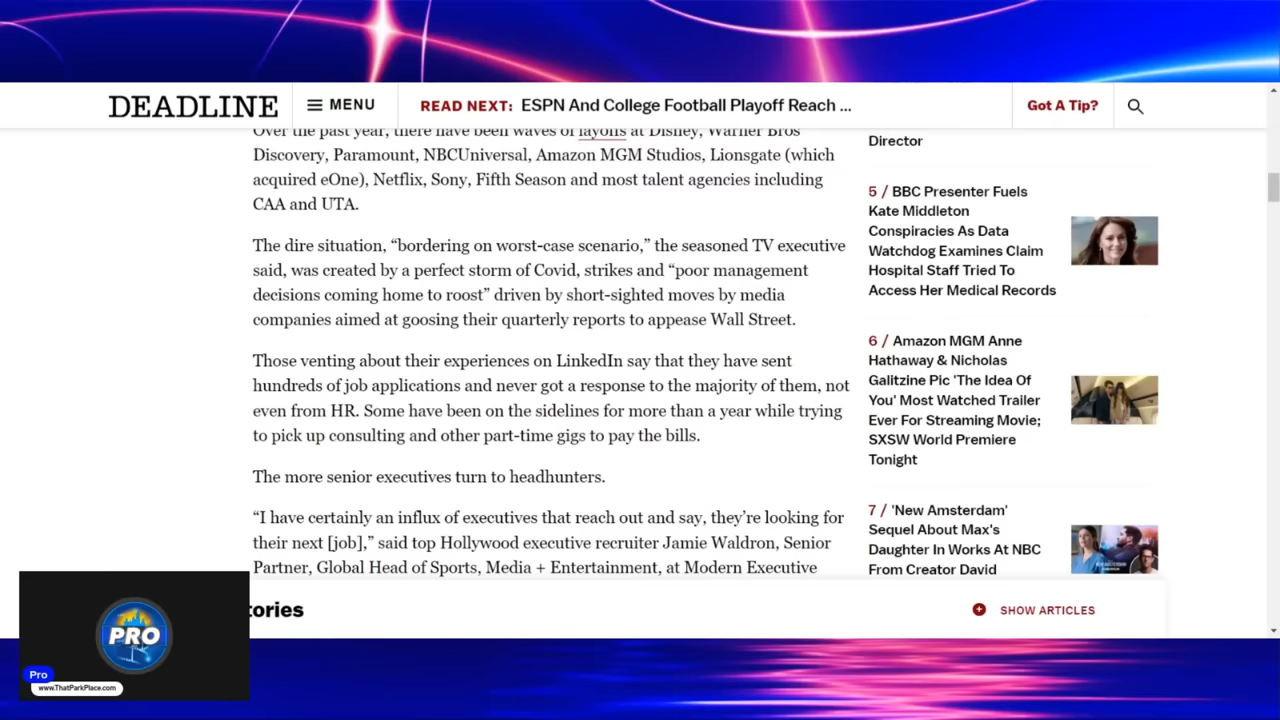 DEADLINE
MENU
READ NEXT: ESPN And College Football Playoff Reach ...
Got A Tip?
Over the past year, there have been waves of layoffs at Disney, Warner Bros
Discovery, Paramount, NBCUniversal, Amazon MGM Studios, Lionsgate (which
acquired eOne), Netflix, Sony, Fifth Season and most talent agencies including
CAA and UTA.
The dire situation, “bordering on worst-case scenario,” the seasoned TV executive
said, was created by a perfect storm of Covid, strikes and “poor management
decisions coming home to roost” driven by short-sighted moves by media
companies aimed at goosing their quarterly reports to appease Wall Street.
Those venting about their experiences on LinkedIn say that they have sent
hundreds of job applications and never got a response to the majority of them, not
even from HR. Some have been on the sidelines for more than a year while trying
to pick up consulting and other part-time gigs to pay the bills.
The more senior executives turn to headhunters.
“I have certainly an influx of executives that reach out and say, they’re looking for
their next [job],” said top Hollywood executive recruiter Jamie Waldron, Senior
Partner, Global Head of Sports, Media + Entertainment, at Modern Executive
Director
5 / BBC Presenter Fuels
Kate Middleton
Conspiracies As Data
Watchdog Examines Claim
Hospital Staff Tried To
Access Her Medical Records
6 / Amazon MGM Anne
Hathaway & Nicholas
Galitzine Pic 'The Idea Of
You' Most Watched Trailer
Ever For Streaming Movie;
SXSW World Premiere
Tonight
7 / 'New Amsterdam'
Sequel About Max's
Daughter In Works At NBC
From Creator David
tories
SHOW ARTICLES
PRO
Pro
www.ThatParkPlace.com